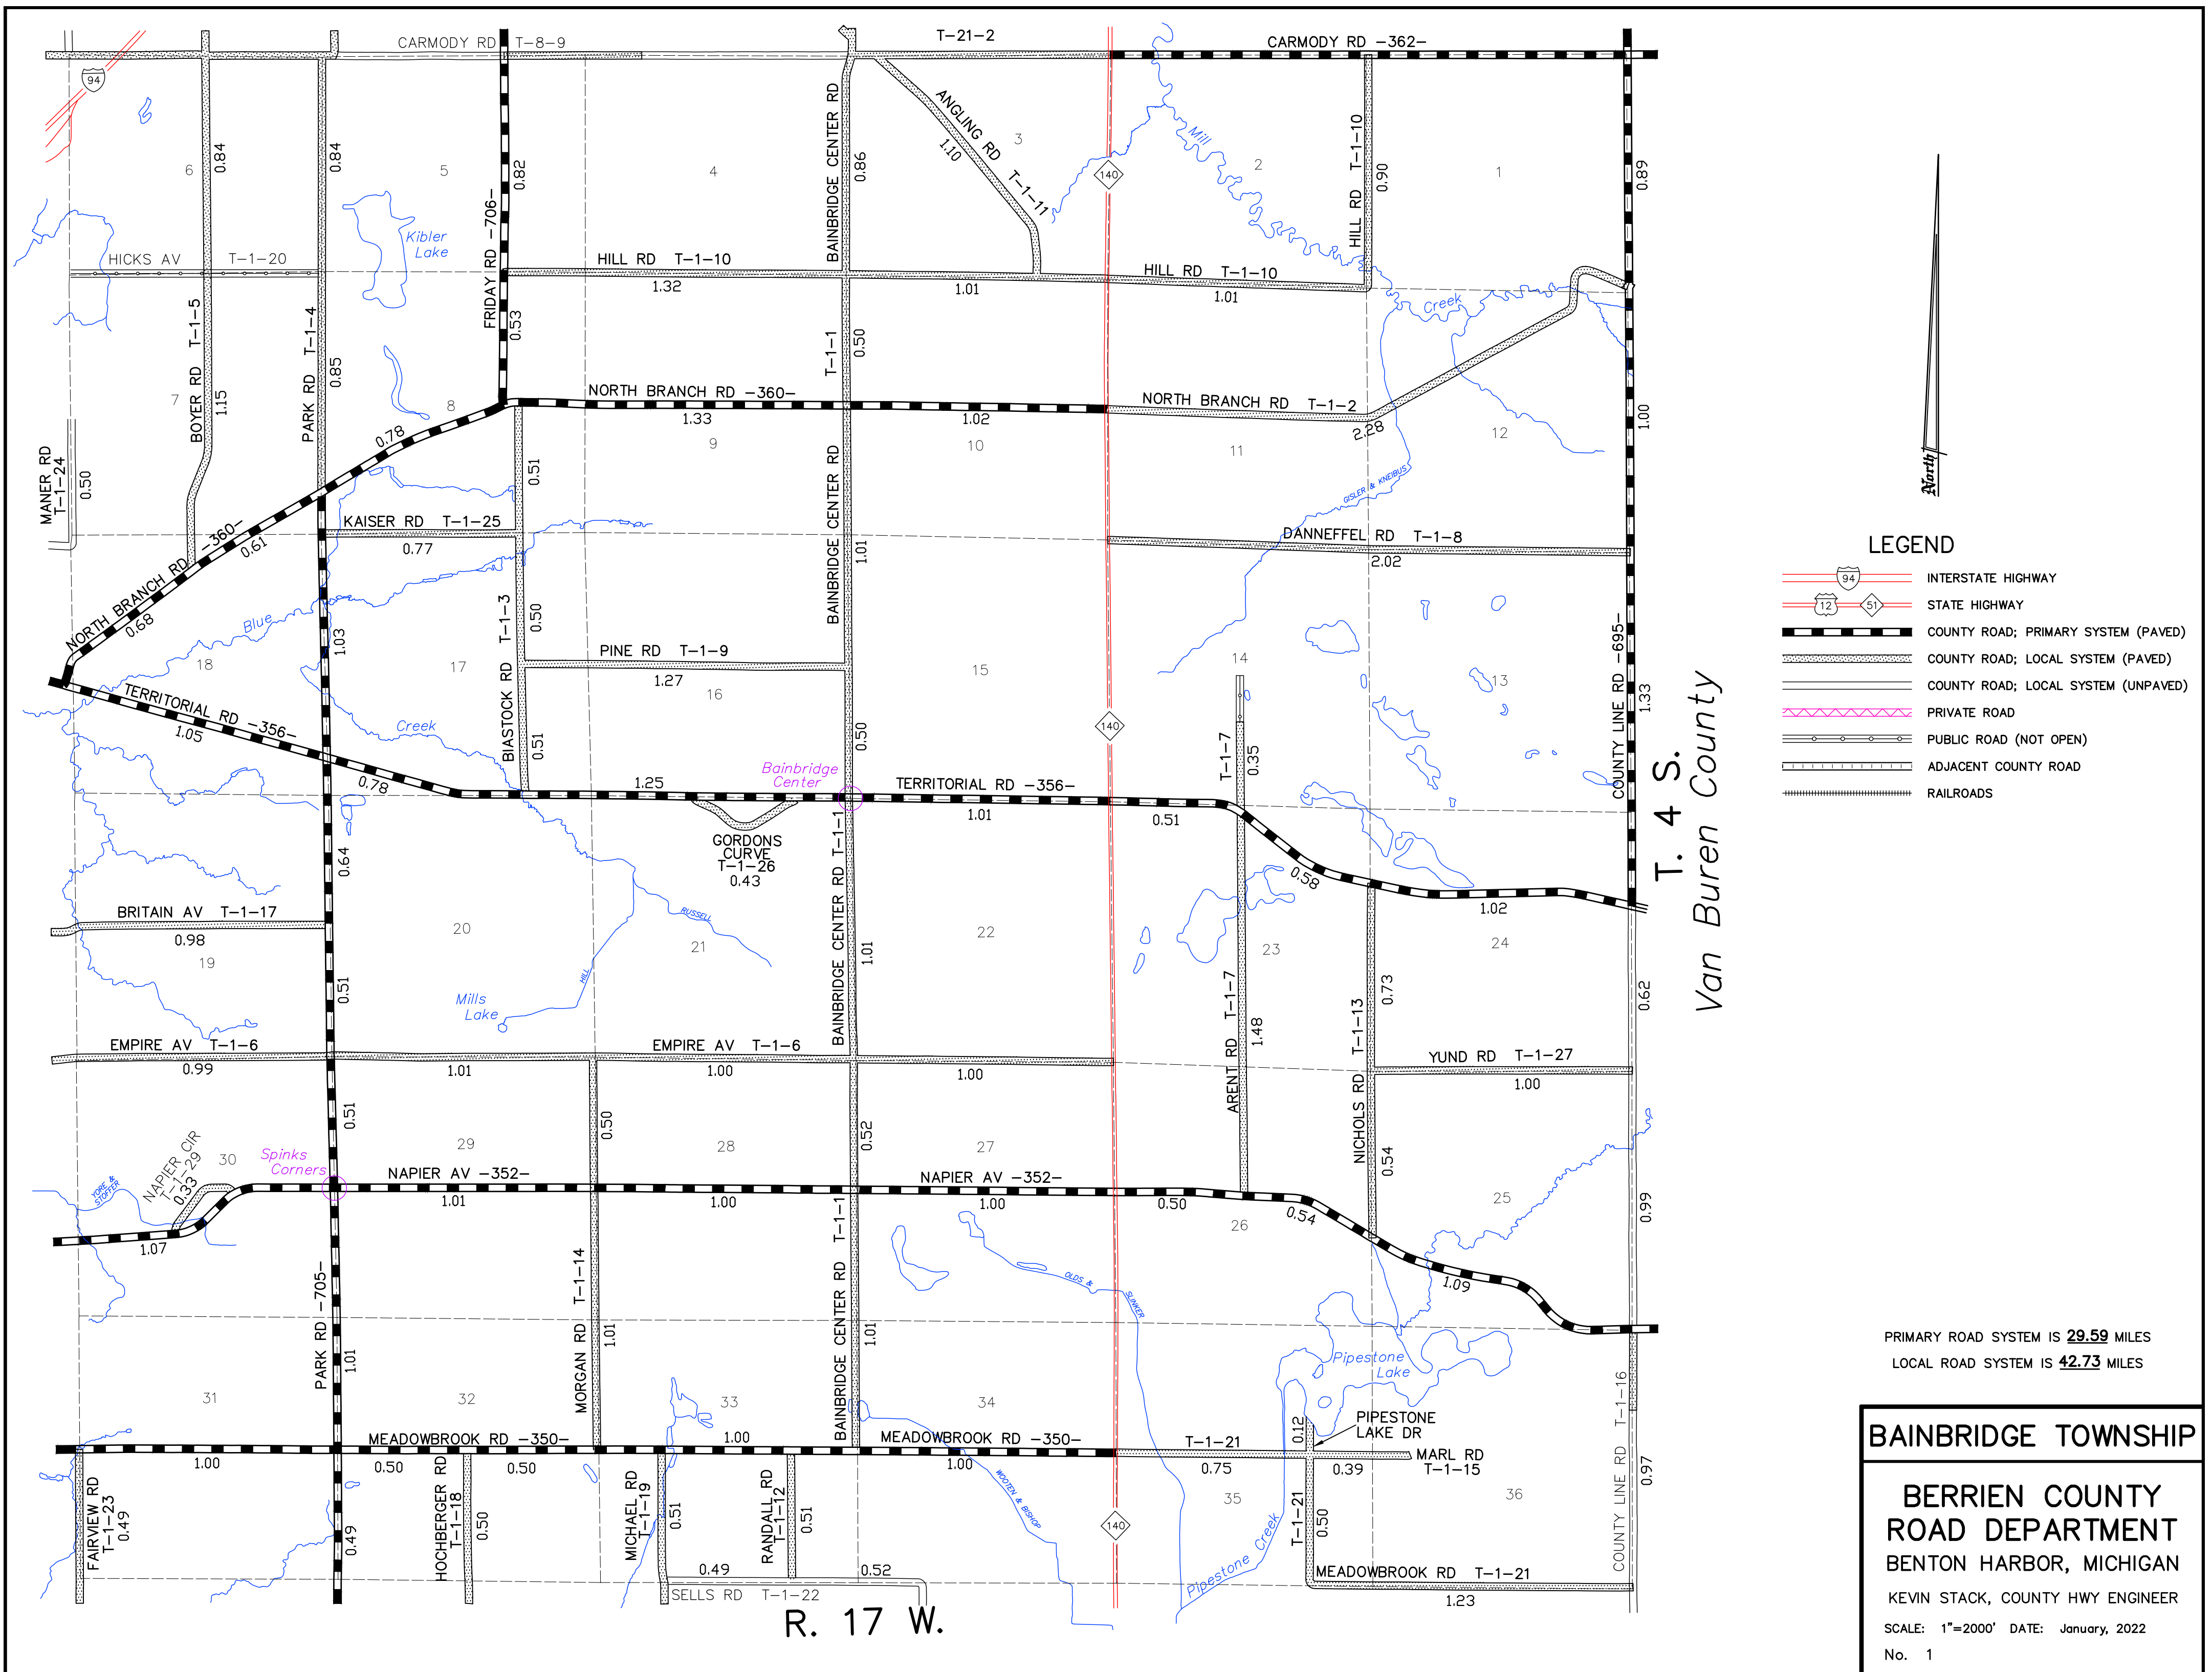 CARMODY RD
T-8-9
T-21-2
CARMODY RD -362-
94
6
0.84
0.84
5
0.82
FRIDAY RD -706-
4
BAINBRIDGE CENTER RD
0.86
ANGLING RD
T-1-11
1.10
3
140
Mill
2
HILL RD T-1-10
0.90
1
0.89
Kibler
Lake
HICKS AV
T-1-20
HILL RD T-1-10
1.32
1.01
HILL RD T-1-10
1.01
Creek
BOYER RD T-1-5
1.15
7
PARK RD T-1-4
0.85
0.53
T-1-1
0.50
8
0.78
NORTH BRANCH RD -360-
1.33
1.02
NORTH BRANCH RD T-1-2
2.28
1.00
9
10
11
12
MANER RD
T-1-24
0.50
0.51
BAINBRIDGE CENTER RD
1.01
GISLER & KNEIBUS
KAISER RD T-1-25
0.77
DANNEFFEL RD T-1-8
2.02
NORTH BRANCH RD -360-
0.61
0.68
Blue
18
1.03
17
BIASTOCK RD T-1-3
0.50
PINE RD T-1-9
1.27
16
15
14
13
COUNTY LINE RD -695-
1.33
TERRITORIAL RD -356-
1.05
Creek
0.78
0.51
0.50
140
T-1-7
0.35
Bainbridge
Center
1.25
TERRITORIAL RD -356-
1.01
0.51
0.58
1.02
GORDONS
CURVE
T-1-26
0.43
0.64
BRITAIN AV T-1-17
0.98
19
20
RUSSELL
21
BAINBRIDGE CENTER RD T-1-1
1.01
22
23
24
0.51
Mills
Lake
HILL
ARENT RD T-1-7
1.48
NICHOLS RD T-1-13
0.73
0.62
EMPIRE AV T-1-6
0.99
1.01
EMPIRE AV T-1-6
1.00
1.00
YUND RD T-1-27
1.00
0.51
0.50
0.52
0.54
YORE &
STOFFER
NAPIER CIR
T-1-29
0.33
30
Spinks
Corners
29
28
27
26
25
NAPIER AV -352-
1.01
1.00
NAPIER AV -352-
1.00
0.50
0.54
1.09
0.99
1.07
PARK RD -705-
1.01
MORGAN RD T-1-14
1.01
BAINBRIDGE CENTER RD T-1-1
1.01
OLDS &
SLINKER
Pipestone
Lake
31
32
33
34
COUNTY LINE RD T-1-16
0.97
MEADOWBROOK RD -350-
1.00
0.50
0.50
1.00
MEADOWBROOK RD -350-
1.00
T-1-21
0.75
0.12
PIPESTONE
LAKE DR
MARL RD
T-1-15
0.39
FAIRVIEW RD
T-1-23
0.49
0.49
HOCHBERGER RD
T-1-18
0.50
MICHAEL RD
T-1-19
0.51
RANDALL RD
T-1-12
0.51
WOOTEN & BISHOP
140
35
36
T-1-21
0.50
Pipestone Creek
0.49
0.52
SELLS RD T-1-22
MEADOWBROOK RD T-1-21
1.23
R. 17 W.
T. 4 S.
Van Buren County
North
LEGEND
94 INTERSTATE HIGHWAY
12 51 STATE HIGHWAY
COUNTY ROAD; PRIMARY SYSTEM (PAVED)
COUNTY ROAD; LOCAL SYSTEM (PAVED)
COUNTY ROAD; LOCAL SYSTEM (UNPAVED)
PRIVATE ROAD
PUBLIC ROAD (NOT OPEN)
ADJACENT COUNTY ROAD
RAILROADS
PRIMARY ROAD SYSTEM IS 29.59 MILES
LOCAL ROAD SYSTEM IS 42.73 MILES
BAINBRIDGE TOWNSHIP
BERRIEN COUNTY
ROAD DEPARTMENT
BENTON HARBOR, MICHIGAN
KEVIN STACK, COUNTY HWY ENGINEER
SCALE: 1"=2000' DATE: January, 2022
No. 1